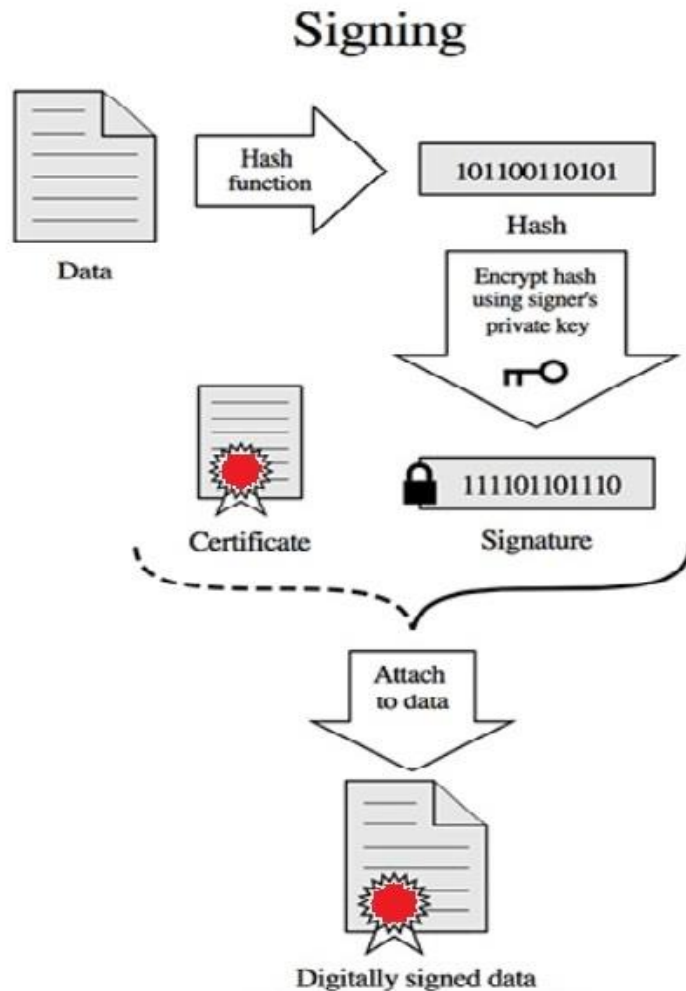 Signing
Hash
function
101100110101
Hash
Data
Encrypt hash
using signer's
private key
111101101110
Certificate
Signature
Attach
to data
Digitally signed data